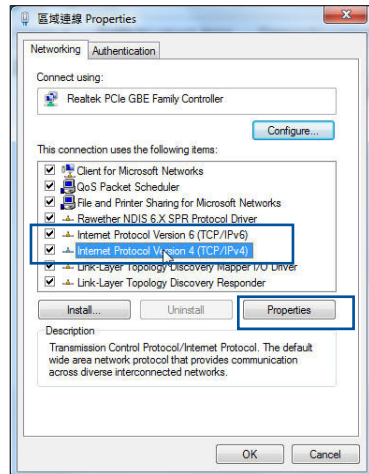 區域連線 Properties
Networking Authentication
Connect using:
Realtek PCIe GBE Family Controller
Configure...
This connection uses the following items:
Client for Microsoft Networks
QoS Packet Scheduler
File and Printer Sharing for Microsoft Networks
Rawether NDIS 6.X SPR Protocol Driver
Internet Protocol Version 6 (TCP/IPv6)
Internet Protocol Version 4 (TCP/IPv4)
Link-Layer Topology Discovery Mapper I/O Driver
Link-Layer Topology Discovery Responder
Install... Uninstall Properties
Description
Transmission Control Protocol/Internet Protocol. The default
wide area network protocol that provides communication
across diverse interconnected networks.
OK Cancel